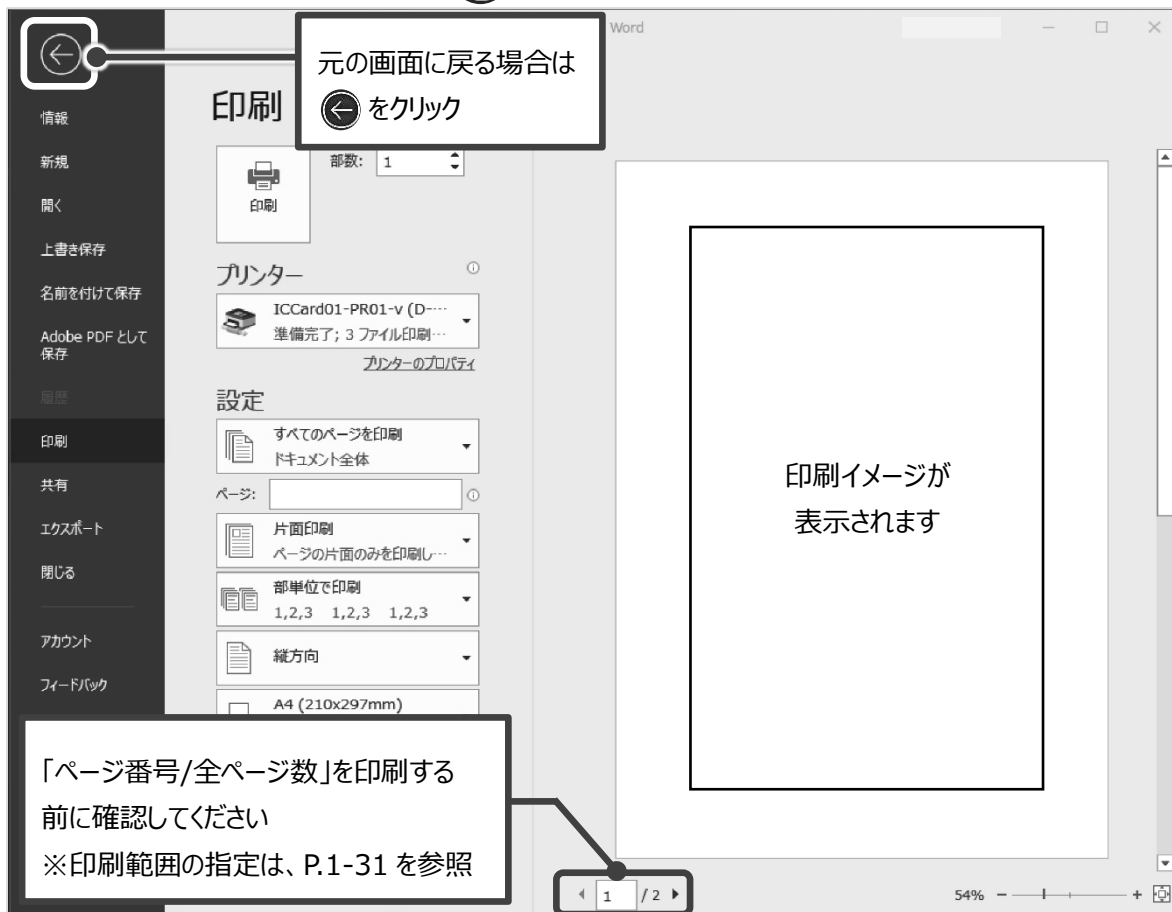 Word
元の画面に戻る場合は
をクリック
情報
新規
開く
上書き保存
名前を付けて保存
Adobe PDF として
保存
履歴
印刷
共有
エクスポート
閉じる
アカウント
フィードバック
印刷
部数: 1
印刷
プリンター
ICCard01-PR01-v (D-…
準備完了; 3 ファイル印刷…
プリンターのプロパティ
設定
すべてのページを印刷
ドキュメント全体
ページ:
片面印刷
ページの片面のみを印刷し…
部単位で印刷
1,2,3 1,2,3 1,2,3
縦方向
A4 (210x297mm)
「ページ番号/全ページ数」を印刷する
前に確認してください
※印刷範囲の指定は、P.1-31 を参照
印刷イメージが
表示されます
1 / 2
54%